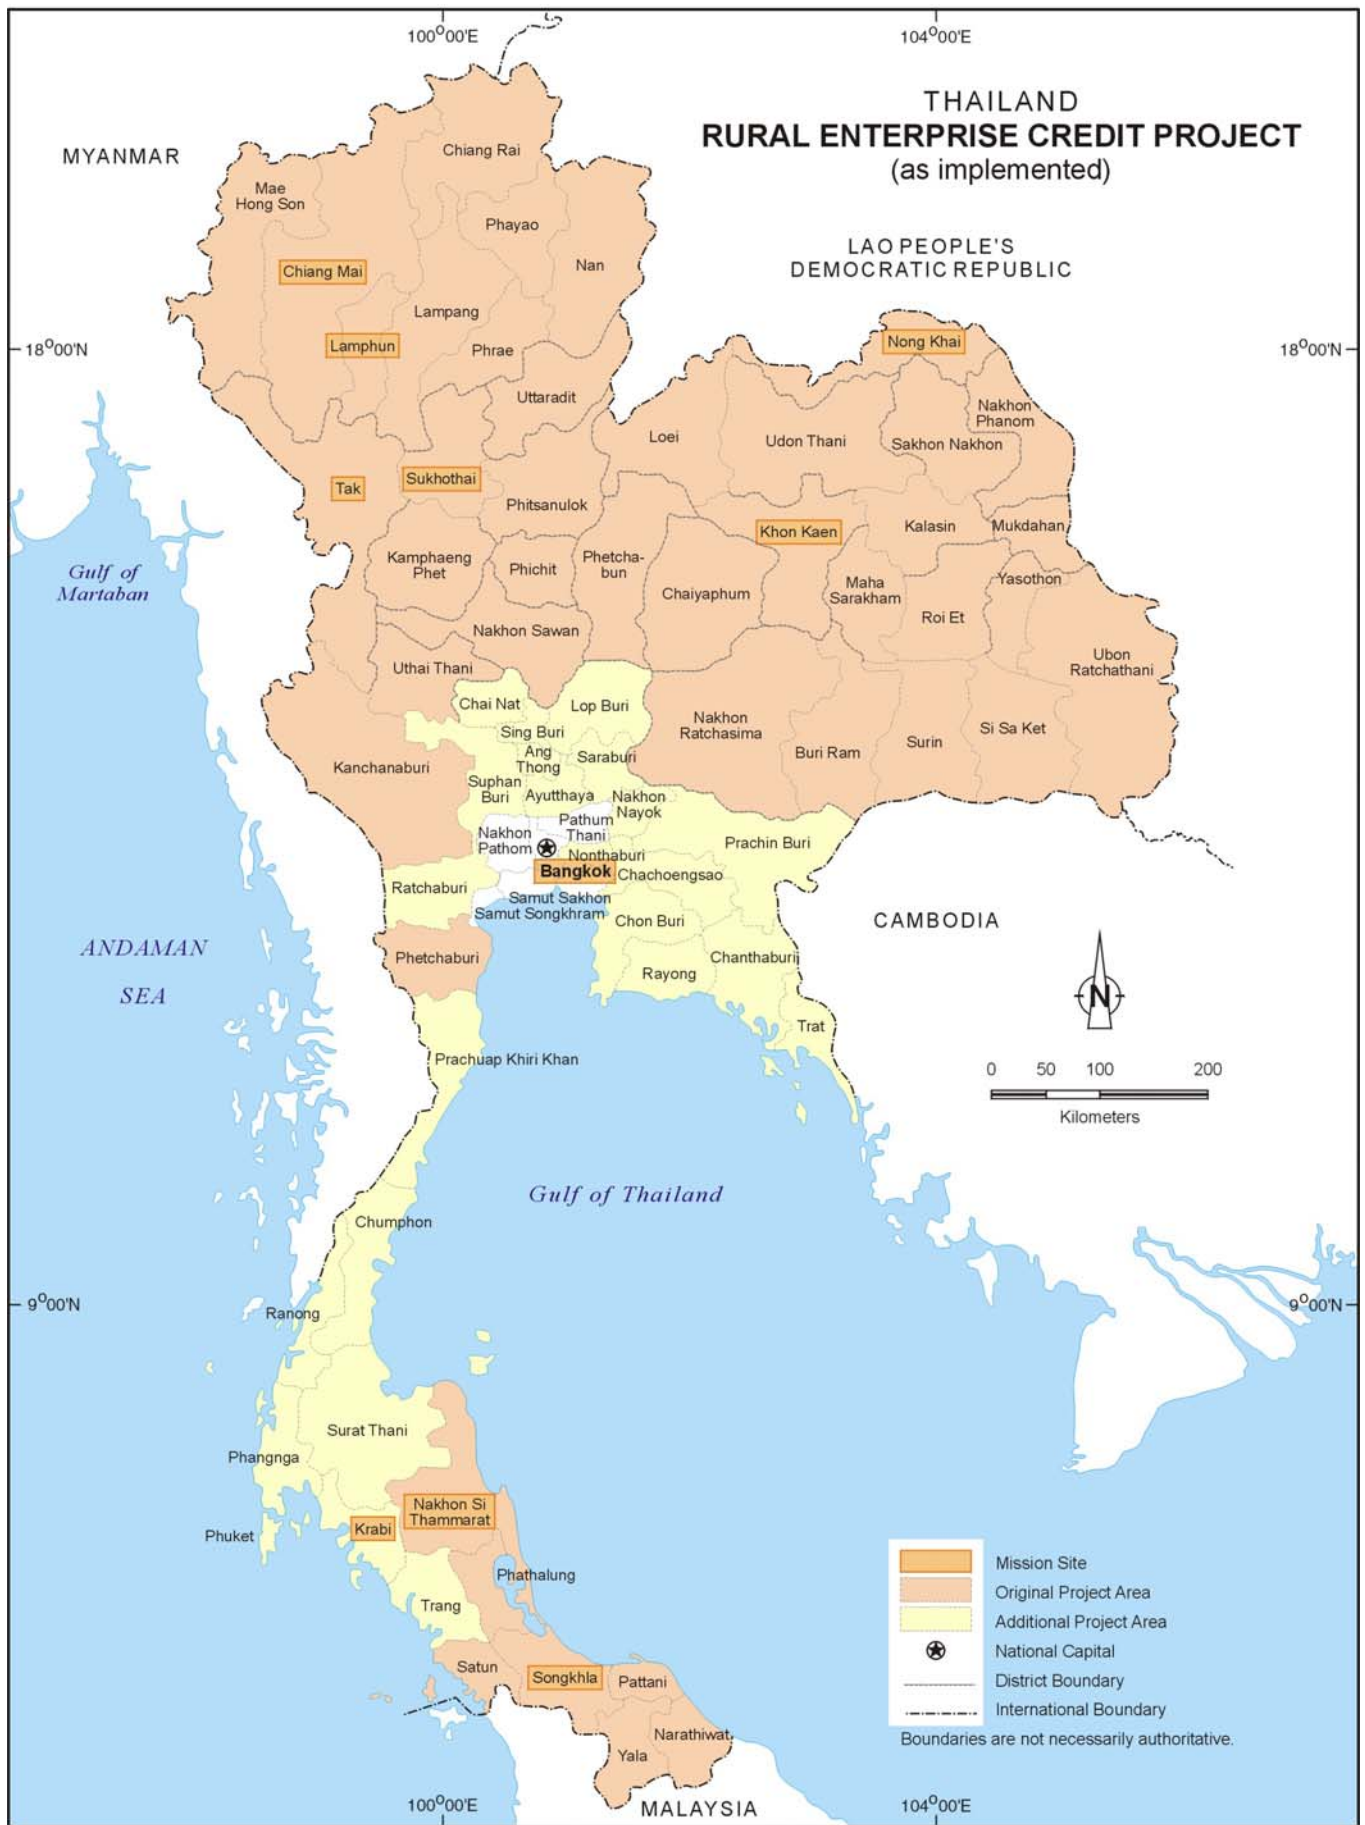 100°00'E
104°00'E
THAILAND
RURAL ENTERPRISE CREDIT PROJECT
(as implemented)
MYANMAR
Chiang Rai
Mae
Hong Son
Phayao
LAO PEOPLE'S
DEMOCRATIC REPUBLIC
Chiang Mai
Nan
Lampang
18°00'N
Lamphun
Phrae
Nong Khai
18°00'N
Uttaradit
Nakhon
Phanom
Loei
Udon Thani
Sakhon Nakhon
Tak
Sukhothai
Phitsanulok
Khon Kaen
Kalasin
Mukdahan
Gulf of
Martaban
Kamphaeng
Phet
Phichit
Phetcha-
bun
Chaiyaphum
Maha
Sarakham
Yasothon
Roi Et
Nakhon Sawan
Uthai Thani
Ubon
Ratchathani
Chai Nat
Lop Buri
Sing Buri
Nakhon
Ratchasima
Buri Ram
Surin
Si Sa Ket
Kanchanaburi
Ang
Thong
Saraburi
Suphan
Buri
Ayutthaya
Nakhon
Nayok
Pathum
Thani
Nakhon
Pathom
Prachin Buri
Nonthaburi
Bangkok
Chachoengsao
Ratchaburi
Samut Sakhon
Samut Songkhram
Chon Buri
CAMBODIA
ANDAMAN
SEA
Phetchaburi
Chanthaburi
Rayong
N
Trat
Prachuap Khiri Khan
0 50 100 200
Kilometers
Gulf of Thailand
Chumphon
9°00'N
Ranong
9°00'N
Surat Thani
Phangnga
Nakhon Si
Thammarat
Krabi
Phuket
Phathalung
Trang
Satun
Songkhla
Pattani
Narathiwat
Yala
Mission Site
Original Project Area
Additional Project Area
National Capital
District Boundary
International Boundary
Boundaries are not necessarily authoritative.
100°00'E
MALAYSIA
104°00'E